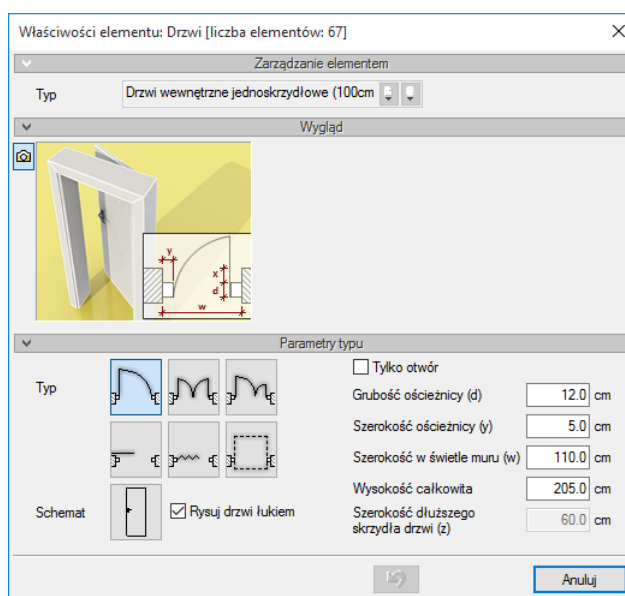 Właściwości elementu: Drzwi [liczba elementów: 67]
Zarządzanie elementem
Typ Drzwi wewnętrzne jednoskrzydłowe (100cm
Wygląd
y
x
d
w
Parametry typu
Typ
Tylko otwór
Grubość ościeżnicy (d) 12.0 cm
Szerokość ościeżnicy (y) 5.0 cm
Szerokość w świetle muru (w) 110.0 cm
Wysokość całkowita 205.0 cm
Schemat Rysuj drzwi łukiem
Szerokość dłuższego
skrzydła drzwi (z) 60.0 cm
Anuluj